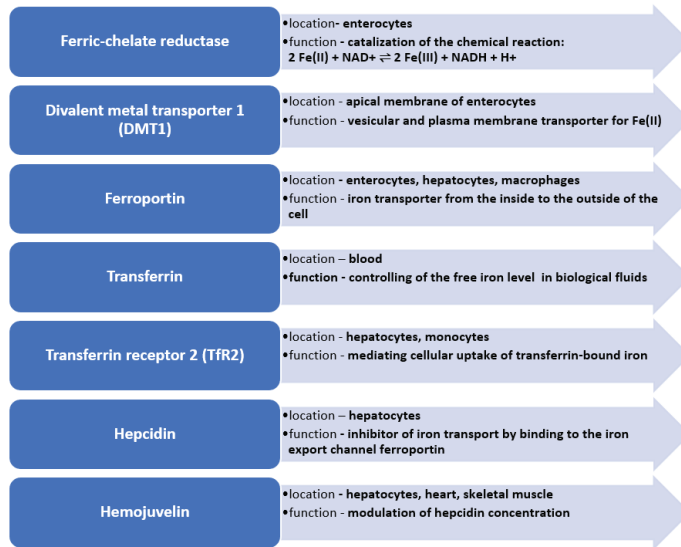 Ferric-chelate reductase
•location- enterocytes
•function - catalization of the chemical reaction:
2 Fe(II) + NAD+ ⇌ 2 Fe(III) + NADH + H+
Divalent metal transporter 1
(DMT1)
•location - apical membrane of enterocytes
•function - vesicular and plasma membrane transporter for Fe(II)
Ferroportin
•location - enterocytes, hepatocytes, macrophages
•function - iron transporter from the inside to the outside of the
cell
Transferrin
•location – blood
•function - controlling of the free iron level in biological fluids
Transferrin receptor 2 (TfR2)
•location - hepatocytes, monocytes
•function - mediating cellular uptake of transferrin-bound iron
Hepcidin
•location – hepatocytes
•function - inhibitor of iron transport by binding to the iron
export channel ferroportin
Hemojuvelin
•location - hepatocytes, heart, skeletal muscle
•function - modulation of hepcidin concentration